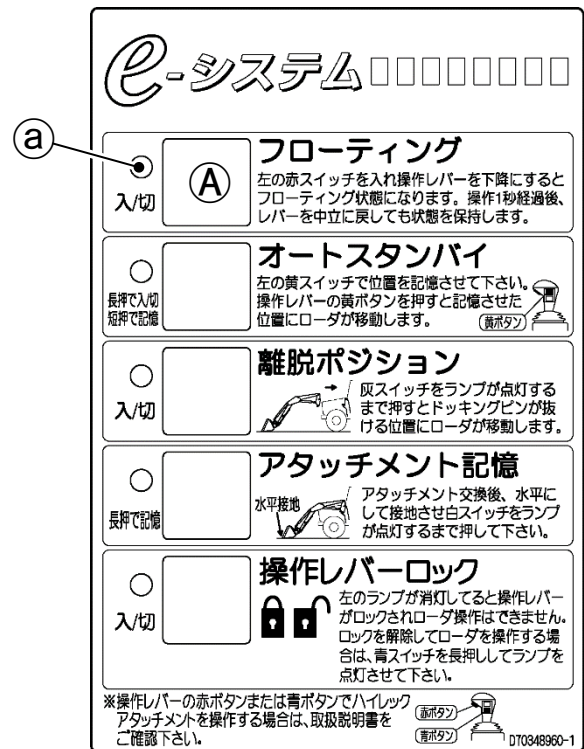 e-システム□□□□□□□□
ⓐ
フローティング
入/切
Ⓐ
左の赤スイッチを入れ操作レバーを下降にすると
フローティング状態になります。操作1秒経過後、
レバーを中立に戻しても状態を保持します。
オートスタンバイ
長押で入/切
短押で記憶
左の黄スイッチで位置を記憶させて下さい。
操作レバーの黄ボタンを押すと記憶させた
位置にローダが移動します。
黄ボタン
離脱ポジション
入/切
灰スイッチをランプが点灯する
まで押すとドッキングピンが抜
ける位置にローダが移動します。
アタッチメント記憶
長押で記憶
水平接地
アタッチメント交換後、水平に
して接地させ白スイッチをランプ
が点灯するまで押して下さい。
操作レバーロック
入/切
左のランプが消灯してると操作レバー
がロックされローダ操作はできません。
ロックを解除してローダを操作する場
合は、青スイッチを長押ししてランプを
点灯させて下さい。
※操作レバーの赤ボタンまたは青ボタンでハイレック
アタッチメントを操作する場合は、取扱説明書を
ご確認下さい。
赤ボタン
青ボタン
DT0348960-1